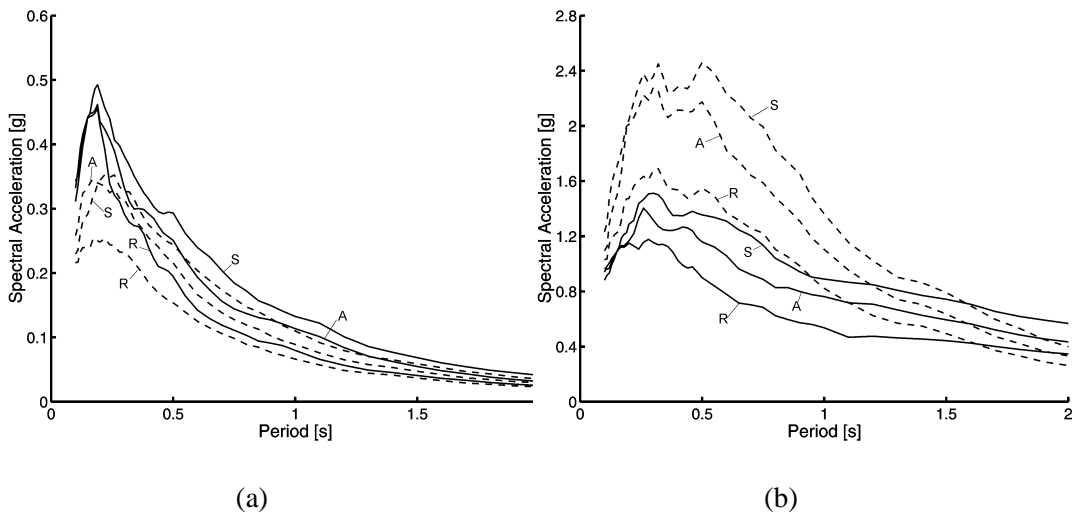 0.6
0.5
0.4
0.3
0.2
0.1
0
Spectral Acceleration [g]
A
S
R
R
S
A
0
0.5
1
1.5
Period [s]
(a)
2.8
2.4
2
1.6
1.2
0.8
0.4
0
Spectral Acceleration [g]
S
A
R
S
A
R
0
0.5
1
1.5
2
Period [s]
(b)